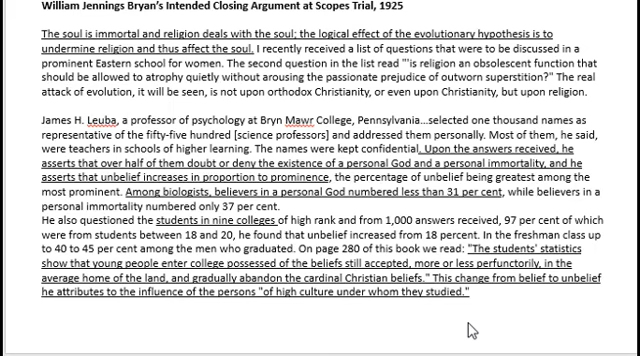 William Jennings Bryan's Intended Closing Argument at Scopes Trial, 1925
The soul is immortal and religion deals with the soul; the logical effect of the evolutionary hypothesis is to
undermine religion and thus affect the soul. I recently received a list of questions that were to be discussed in a
prominent Eastern school for women. The second question in the list read "'is religion an obsolescent function that
should be allowed to atrophy quietly without arousing the passionate prejudice of outworn superstition?" The real
attack of evolution, it will be seen, is not upon orthodox Christianity, or even upon Christianity, but upon religion.
James H. Leuba, a professor of psychology at Bryn Mawr College, Pennsylvania...selected one thousand names as
representative of the fifty-five hundred [science professors] and addressed them personally. Most of them, he said,
were teachers in schools of higher learning. The names were kept confidential. Upon the answers received, he
asserts that over half of them doubt or deny the existence of a personal God and a personal immortality, and he
asserts that unbelief increases in proportion to prominence, the percentage of unbelief being greatest among the
most prominent. Among biologists, believers in a personal God numbered less than 31 per cent, while believers in a
personal immortality numbered only 37 per cent.
He also questioned the students in nine colleges of high rank and from 1,000 answers received, 97 per cent of which
were from students between 18 and 20, he found that unbelief increased from 18 percent. In the freshman class up
to 40 to 45 per cent among the men who graduated. On page 280 of this book we read: "The students' statistics
show that young people enter college possessed of the beliefs still accepted, more or less perfunctorily, in the
average home of the land, and gradually abandon the cardinal Christian beliefs." This change from belief to unbelief
he attributes to the influence of the persons "of high culture under whom they studied."